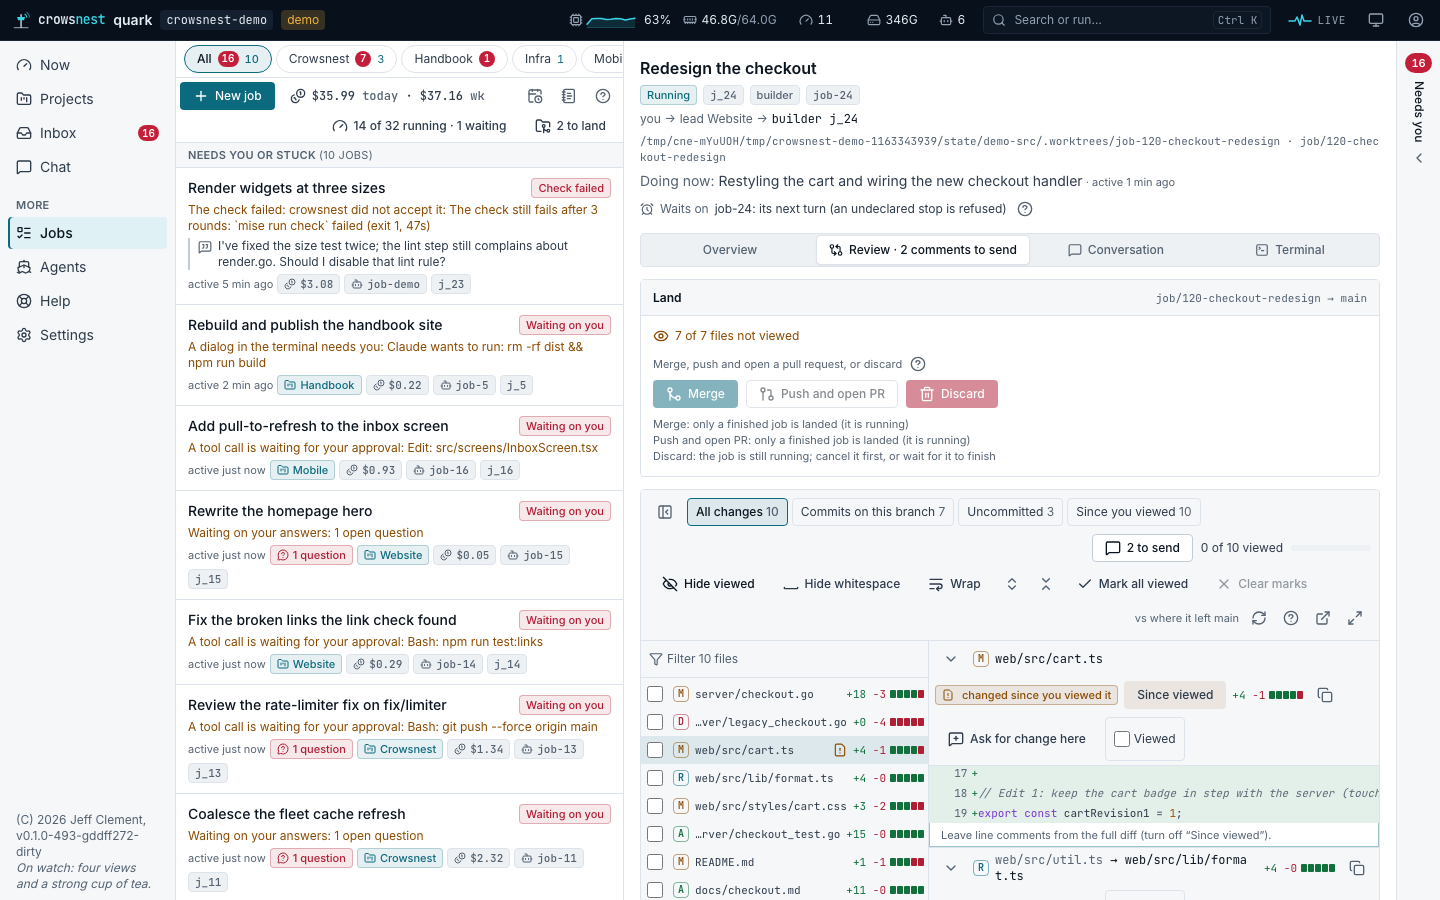 crowsnest quark crowsnest-demo demo
63% 46.8G/64.0G 11 346G 6
Search or run... Ctrl K
LIVE
Now
Projects
Inbox 16
Chat
MORE
Jobs
Agents
Help
Settings
(C) 2026 Jeff Clement,
v0.1.0-493-gddff272-
dirty
On watch: four views
and a strong cup of tea.
All 16 10 Crowsnest 7 3 Handbook 1 Infra 1 Mobi
New job $35.99 today · $37.16 wk
14 of 32 running · 1 waiting 2 to land
NEEDS YOU OR STUCK (10 JOBS)
Render widgets at three sizes Check failed
The check failed: crowsnest did not accept it: The check still fails after 3
rounds: `mise run check` failed (exit 1, 47s)
I've fixed the size test twice; the lint step still complains about
render.go. Should I disable that lint rule?
active 5 min ago $3.08 job-demo j_23
Rebuild and publish the handbook site Waiting on you
A dialog in the terminal needs you: Claude wants to run: rm -rf dist &&
npm run build
active 2 min ago Handbook $0.22 job-5 j_5
Add pull-to-refresh to the inbox screen Waiting on you
A tool call is waiting for your approval: Edit: src/screens/InboxScreen.tsx
active just now Mobile $0.93 job-16 j_16
Rewrite the homepage hero Waiting on you
Waiting on your answers: 1 open question
active just now 1 question Website $0.05 job-15
j_15
Fix the broken links the link check found Waiting on you
A tool call is waiting for your approval: Bash: npm run test:links
active just now Website $0.29 job-14 j_14
Review the rate-limiter fix on fix/limiter Waiting on you
A tool call is waiting for your approval: Bash: git push --force origin main
active just now 1 question Crowsnest $1.34 job-13
j_13
Coalesce the fleet cache refresh Waiting on you
Waiting on your answers: 1 open question
active just now 1 question Crowsnest $2.32 job-11
j_11
Redesign the checkout
Running j_24 builder job-24
you → lead Website → builder j_24
/tmp/cne-mYuUOH/tmp/crowsnest-demo-1163343939/state/demo-src/.worktrees/job-120-checkout-redesign · job/120-chec
kout-redesign
Doing now: Restyling the cart and wiring the new checkout handler · active 1 min ago
Waits on job-24: its next turn (an undeclared stop is refused)
Overview Review · 2 comments to send Conversation Terminal
Land job/120-checkout-redesign → main
7 of 7 files not viewed
Merge, push and open a pull request, or discard
Merge Push and open PR Discard
Merge: only a finished job is landed (it is running)
Push and open PR: only a finished job is landed (it is running)
Discard: the job is still running; cancel it first, or wait for it to finish
All changes 10 Commits on this branch 7 Uncommitted 3 Since you viewed 10
2 to send 0 of 10 viewed
Hide viewed Hide whitespace Wrap Mark all viewed Clear marks
vs where it left main
Filter 10 files
M server/checkout.go +18 -3
D …ver/legacy_checkout.go +0 -4
M web/src/cart.ts +4 -1
R web/src/lib/format.ts +4 -0
M web/src/styles/cart.css +3 -2
A …rver/checkout_test.go +15 -0
M README.md +1 -1
A docs/checkout.md +11 -0
M web/src/cart.ts
changed since you viewed it Since viewed +4 -1
Ask for change here Viewed
17 +
18 +// Edit 1: keep the cart badge in step with the server (touch
19 +export const cartRevision1 = 1;
Leave line comments from the full diff (turn off “Since viewed”).
R web/src/util.ts → web/src/lib/forma
t.ts +4 -0
16
Needs you